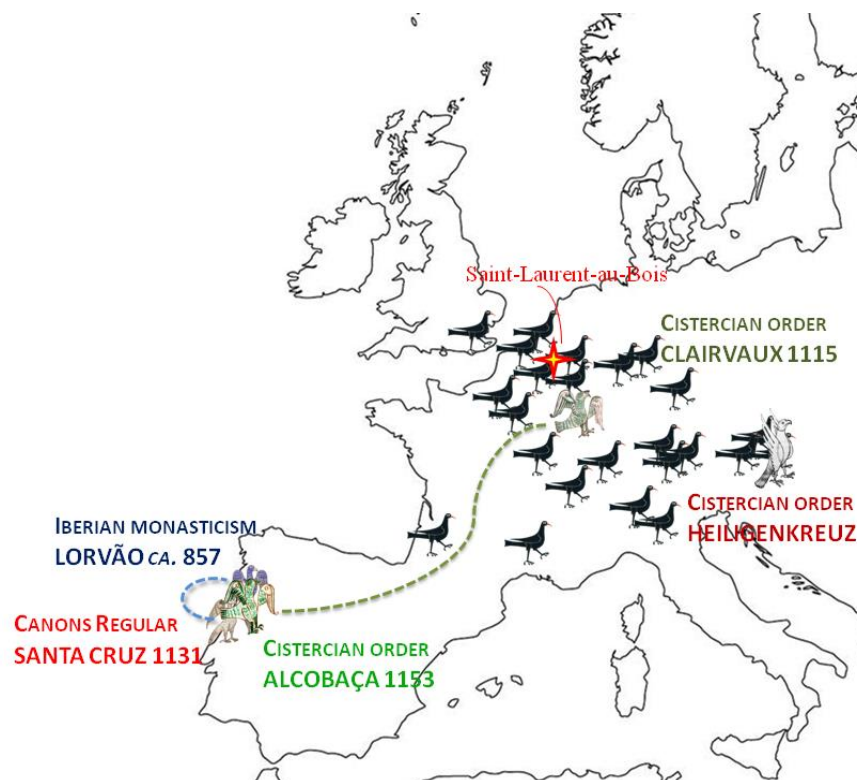 Saint-Laurent-au-Bois
CISTERCIAN ORDER
CLAIRVAUX 1115
CISTERCIAN ORDER
HEILIGENKREUZ
IBERIAN MONASTICISM
LORVÃO CA. 857
CANONS REGULAR
SANTA CRUZ 1131
CISTERCIAN ORDER
ALCOBAÇA 1153